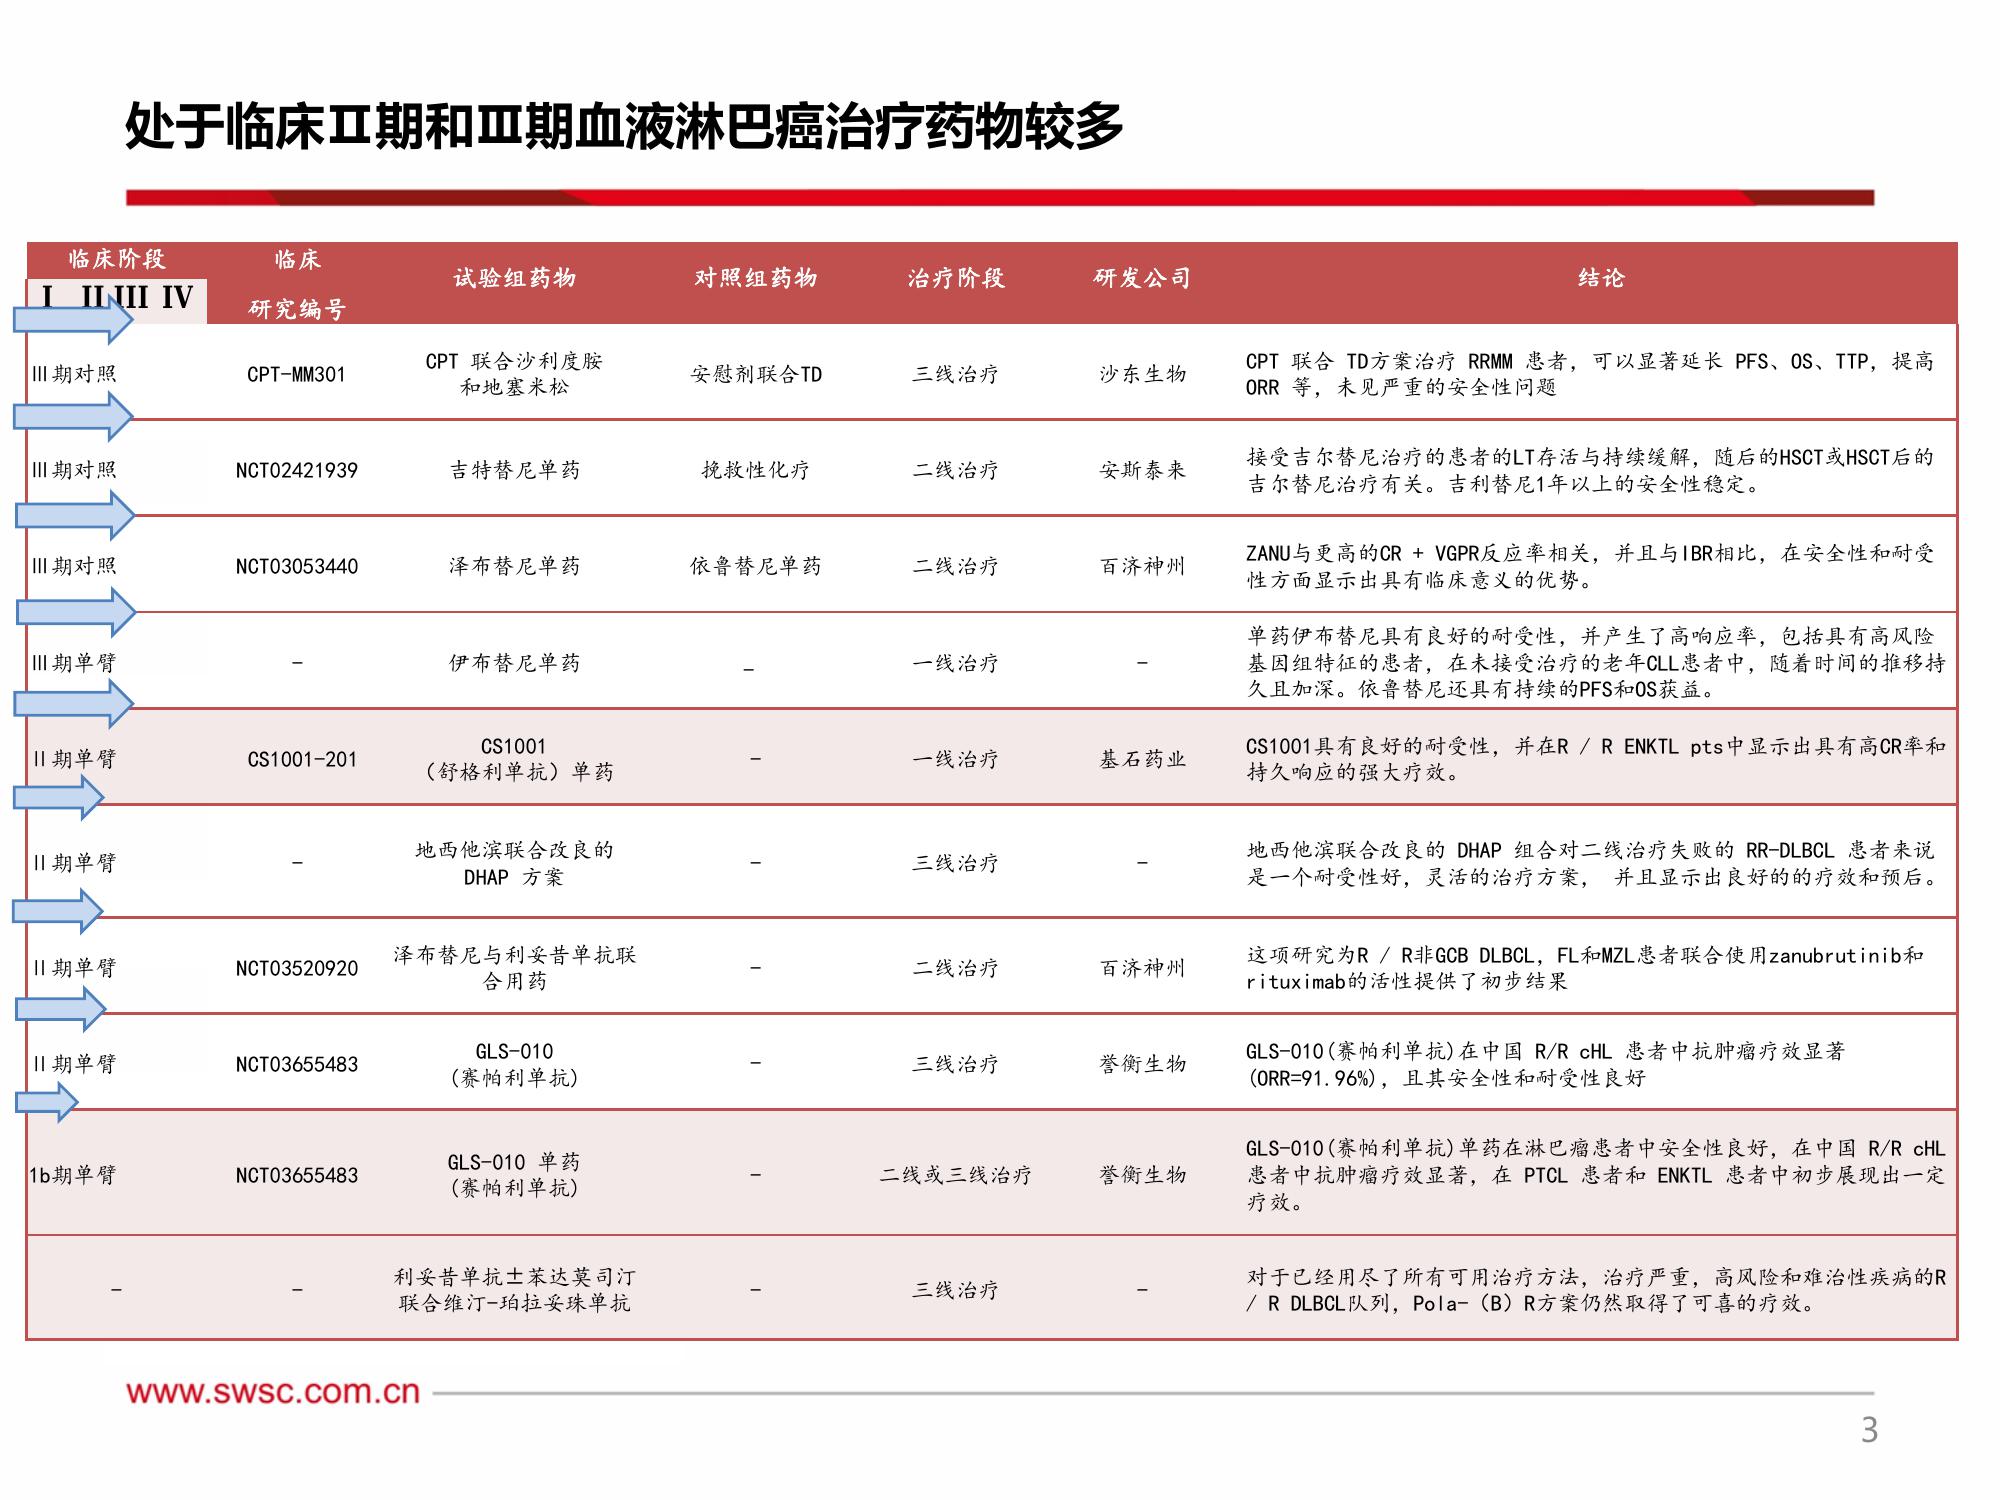 处于临床Ⅱ期和Ⅲ期血液淋巴癌治疗药物较多
临床阶段
I II III IV
临床
研究编号
试验组药物
对照组药物
治疗阶段
研发公司
结论
Ⅲ期对照
CPT-MM301
CPT 联合沙利度胺
和地塞米松
安慰剂联合TD
三线治疗
沙东生物
CPT 联合 TD方案治疗 RRMM 患者，可以显著延长 PFS、OS、TTP，提高
ORR 等，未见严重的安全性问题
Ⅲ期对照
NCT02421939
吉特替尼单药
挽救性化疗
二线治疗
安斯泰来
接受吉尔替尼治疗的患者的LT存活与持续缓解，随后的HSCT或HSCT后的
吉尔替尼治疗有关。吉利替尼1年以上的安全性稳定。
Ⅲ期对照
NCT03053440
泽布替尼单药
依鲁替尼单药
二线治疗
百济神州
ZANU与更高的CR + VGPR反应率相关，并且与IBR相比，在安全性和耐受
性方面显示出具有临床意义的优势。
Ⅲ期单臂
-
伊布替尼单药
-
一线治疗
-
单药伊布替尼具有良好的耐受性，并产生了高响应率，包括具有高风险
基因组特征的患者，在未接受治疗的老年CLL患者中，随着时间的推移持
久且加深。依鲁替尼还具有持续的PFS和OS获益。
Ⅱ期单臂
CS1001-201
CS1001
（舒格利单抗）单药
-
一线治疗
基石药业
CS1001具有良好的耐受性，并在R / R ENKTL pts中显示出具有高CR率和
持久响应的强大疗效。
Ⅱ期单臂
-
地西他滨联合改良的
DHAP 方案
-
三线治疗
-
地西他滨联合改良的 DHAP 组合对二线治疗失败的 RR-DLBCL 患者来说
是一个耐受性好，灵活的治疗方案， 并且显示出良好的的疗效和预后。
Ⅱ期单臂
NCT03520920
泽布替尼与利妥昔单抗联
合用药
-
二线治疗
百济神州
这项研究为R / R非GCB DLBCL，FL和MZL患者联合使用zanubrutinib和
rituximab的活性提供了初步结果
Ⅱ期单臂
NCT03655483
GLS-010
(赛帕利单抗)
-
三线治疗
誉衡生物
GLS-010(赛帕利单抗)在中国 R/R cHL 患者中抗肿瘤疗效显著
(ORR=91.96%)，且其安全性和耐受性良好
1b期单臂
NCT03655483
GLS-010 单药
(赛帕利单抗)
-
二线或三线治疗
誉衡生物
GLS-010(赛帕利单抗)单药在淋巴瘤患者中安全性良好，在中国 R/R cHL
患者中抗肿瘤疗效显著，在 PTCL 患者和 ENKTL 患者中初步展现出一定
疗效。
-
-
利妥昔单抗±苯达莫司汀
联合维汀-珀拉妥珠单抗
-
三线治疗
-
对于已经用尽了所有可用治疗方法，治疗严重，高风险和难治性疾病的R
/ R DLBCL队列，Pola-（B）R方案仍然取得了可喜的疗效。
www.swsc.com.cn
3